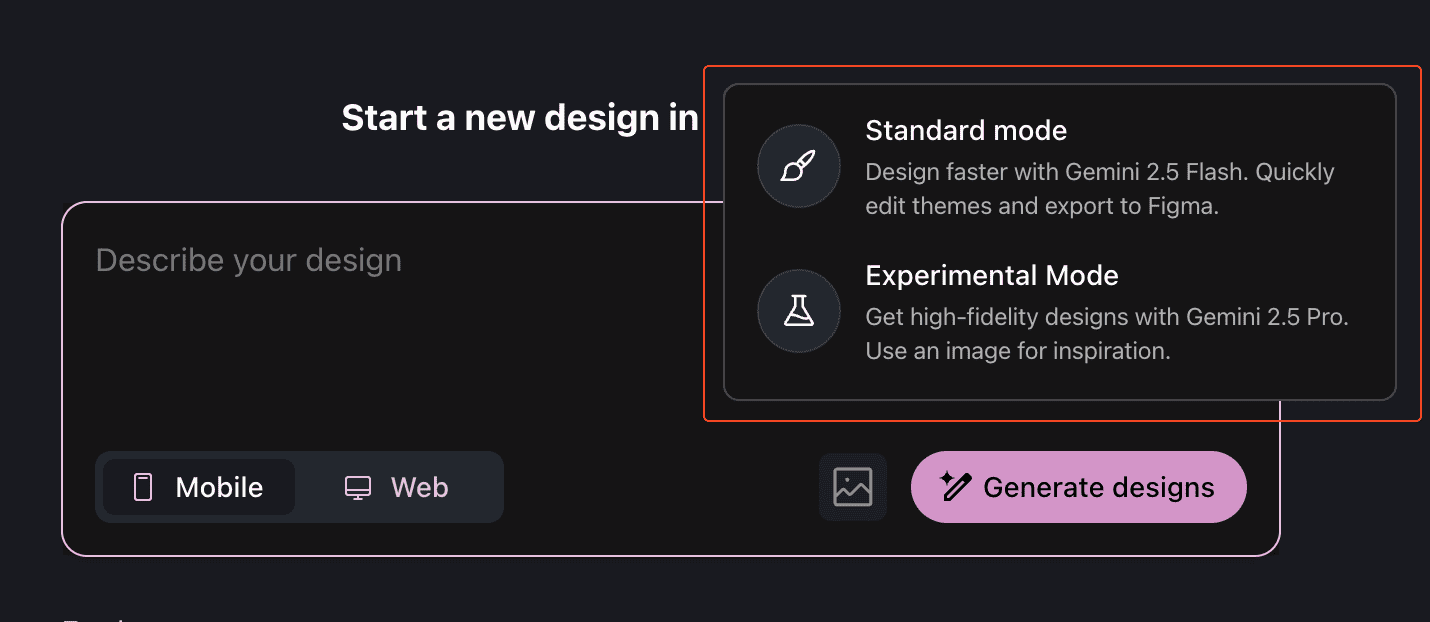 Start a new design in
Standard mode
Design faster with Gemini 2.5 Flash. Quickly
edit themes and export to Figma.
Experimental Mode
Get high-fidelity designs with Gemini 2.5 Pro.
Use an image for inspiration.
Describe your design
Mobile
Web
Generate designs